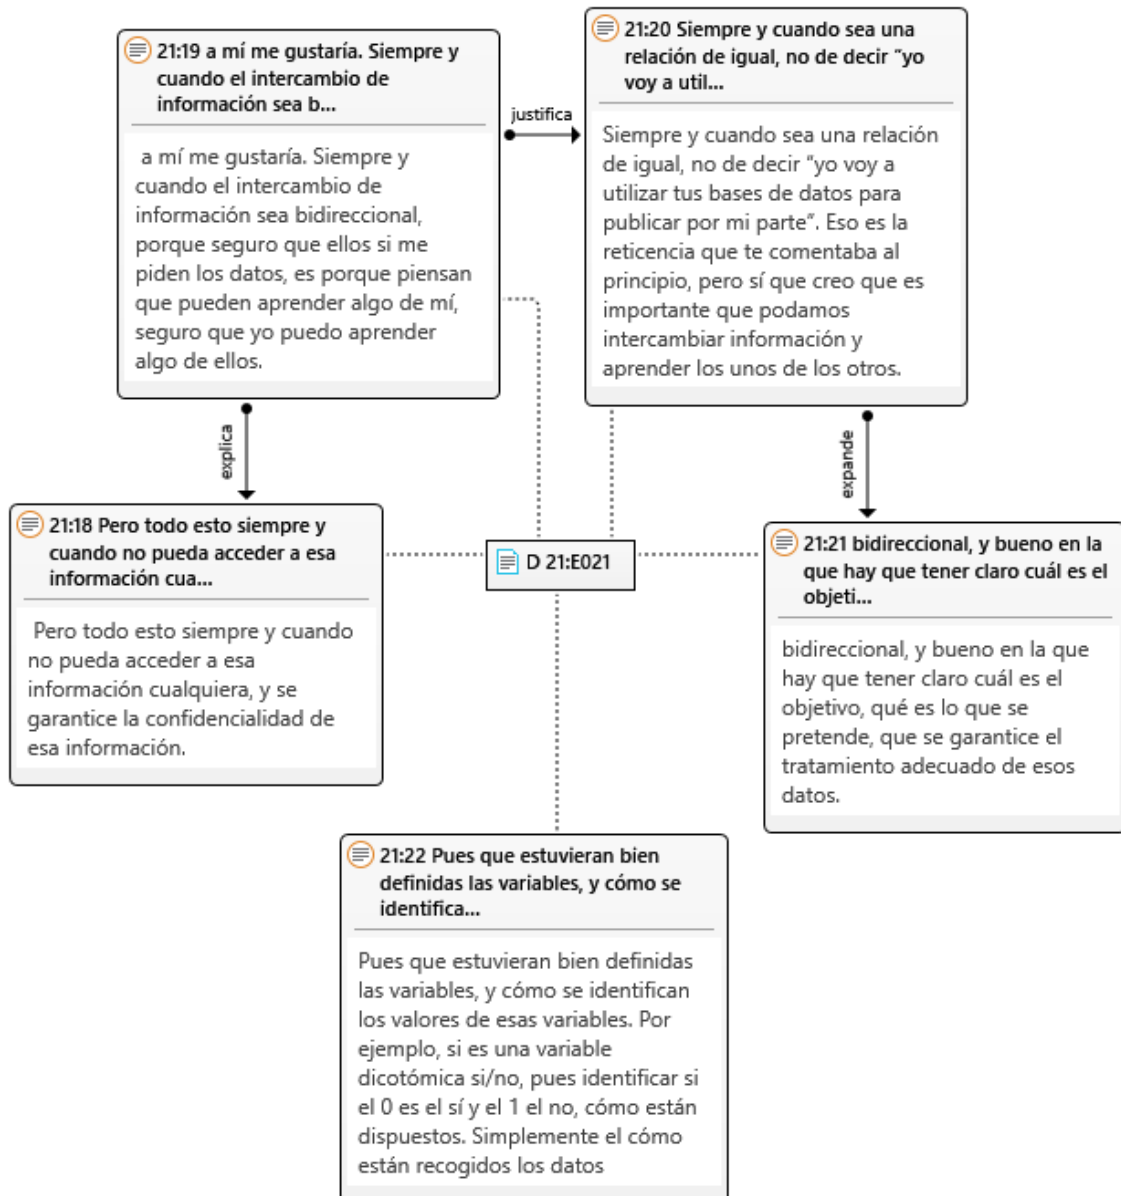 21:19 a mí me gustaría. Siempre y
cuando el intercambio de
información sea b...
a mí me gustaría. Siempre y
cuando el intercambio de
información sea bidireccional,
porque seguro que ellos si me
piden los datos, es porque piensan
que pueden aprender algo de mí,
seguro que yo puedo aprender
algo de ellos.
justifica
21:20 Siempre y cuando sea una
relación de igual, no de decir “yo
voy a util...
Siempre y cuando sea una relación
de igual, no de decir “yo voy a
utilizar tus bases de datos para
publicar por mi parte”. Eso es la
reticencia que te comentaba al
principio, pero sí que creo que es
importante que podamos
intercambiar información y
aprender los unos de los otros.
explica
expande
21:18 Pero todo esto siempre y
cuando no pueda acceder a esa
información cua...
Pero todo esto siempre y cuando
no pueda acceder a esa
información cualquiera, y se
garantice la confidencialidad de
esa información.
D 21:E021
21:21 bidireccional, y bueno en la
que hay que tener claro cuál es el
objeti...
bidireccional, y bueno en la que
hay que tener claro cuál es el
objetivo, qué es lo que se
pretende, que se garantice el
tratamiento adecuado de esos
datos.
21:22 Pues que estuvieran bien
definidas las variables, y cómo se
identifica...
Pues que estuvieran bien definidas
las variables, y cómo se identifican
los valores de esas variables. Por
ejemplo, si es una variable
dicotómica si/no, pues identificar si
el 0 es el sí y el 1 el no, cómo están
dispuestos. Simplemente el cómo
están recogidos los datos